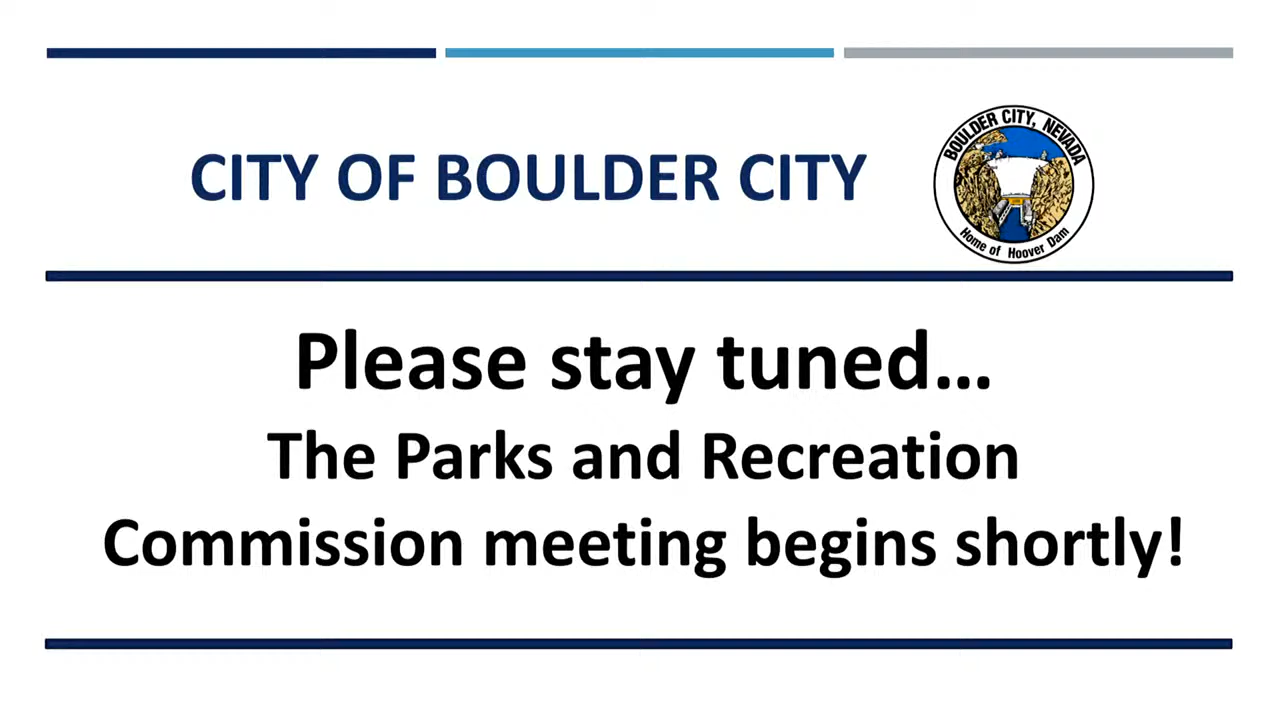 CITY OF BOULDER CITY
BOULDER CITY, NEVADA
Home of Hoover Dam
Please stay tuned...
The Parks and Recreation
Commission meeting begins shortly!